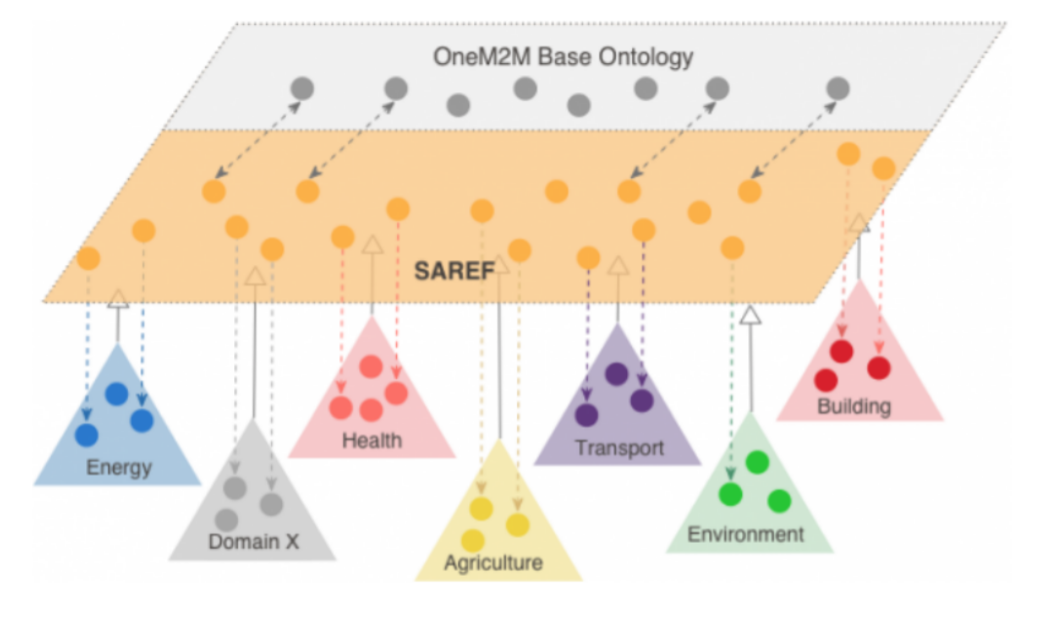 OneM2M Base Ontology
SAREF
Building
Health
Transport
Energy
Environment
Domain X
Agriculture